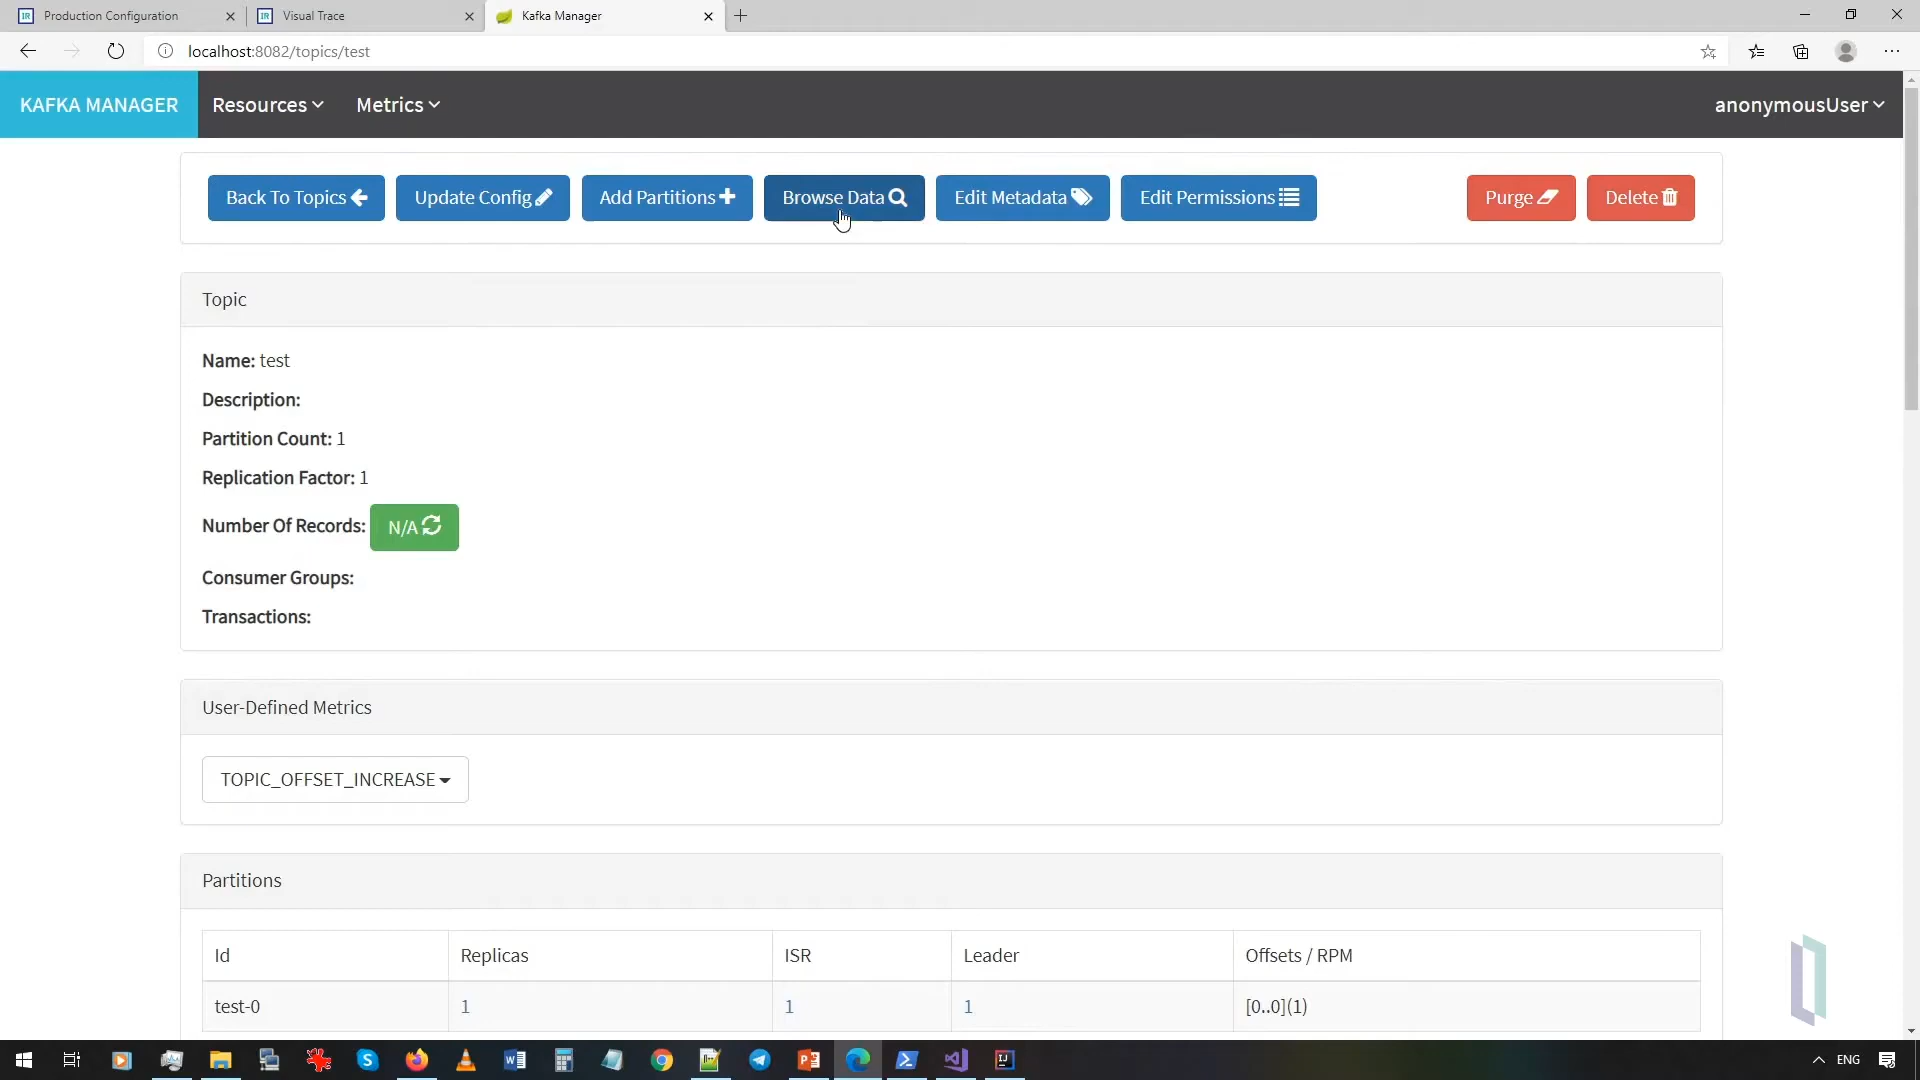 Production Configuration
Visual Trace
Kafka Manager
localhost:8082/topics/test
KAFKA MANAGER
Resources
Metrics
anonymousUser
Back To Topics
Update Config
Add Partitions
Browse Data
Edit Metadata
Edit Permissions
Purge
Delete
Topic
Name: test
Description:
Partition Count: 1
Replication Factor: 1
Number Of Records: N/A
Consumer Groups:
Transactions:
User-Defined Metrics
TOPIC_OFFSET_INCREASE
Partitions
Id Replicas ISR Leader Offsets / RPM
test-0 1 1 1 [0..0](1)
ENG